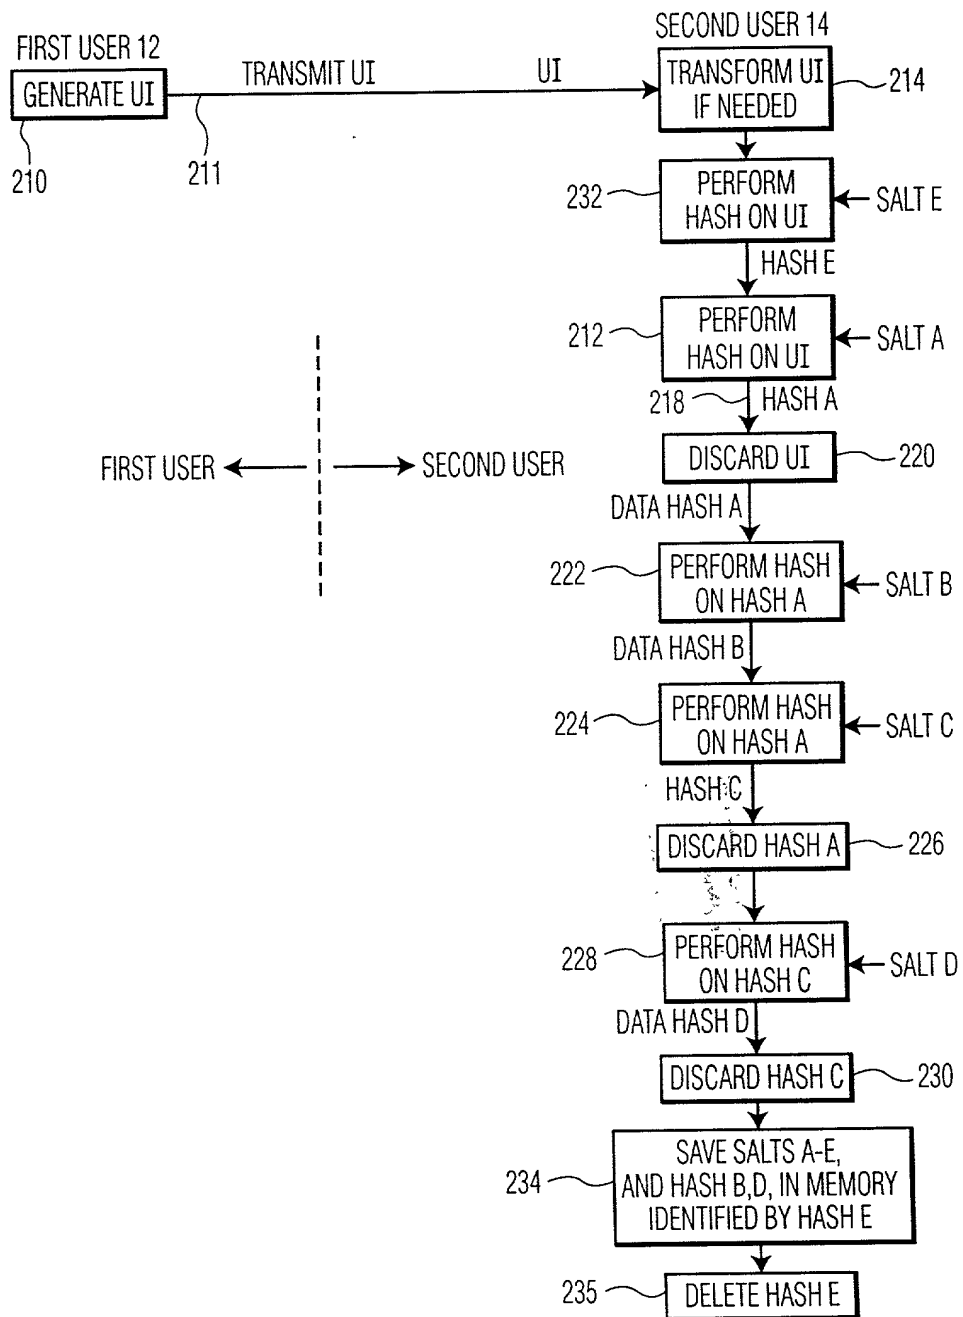 FIRST USER 12
SECOND USER 14
GENERATE UI
TRANSMIT UI
UI
TRANSFORM UI
IF NEEDED
214
210
211
232
PERFORM
HASH ON UI
SALT E
HASH E
212
PERFORM
HASH ON UI
SALT A
218
HASH A
FIRST USER
SECOND USER
DISCARD UI
220
DATA HASH A
222
PERFORM HASH
ON HASH A
SALT B
DATA HASH B
224
PERFORM HASH
ON HASH A
SALT C
HASH C
DISCARD HASH A
226
228
PERFORM HASH
ON HASH C
SALT D
DATA HASH D
DISCARD HASH C
230
234
SAVE SALTS A-E,
AND HASH B,D, IN MEMORY
IDENTIFIED BY HASH E
235
DELETE HASH E